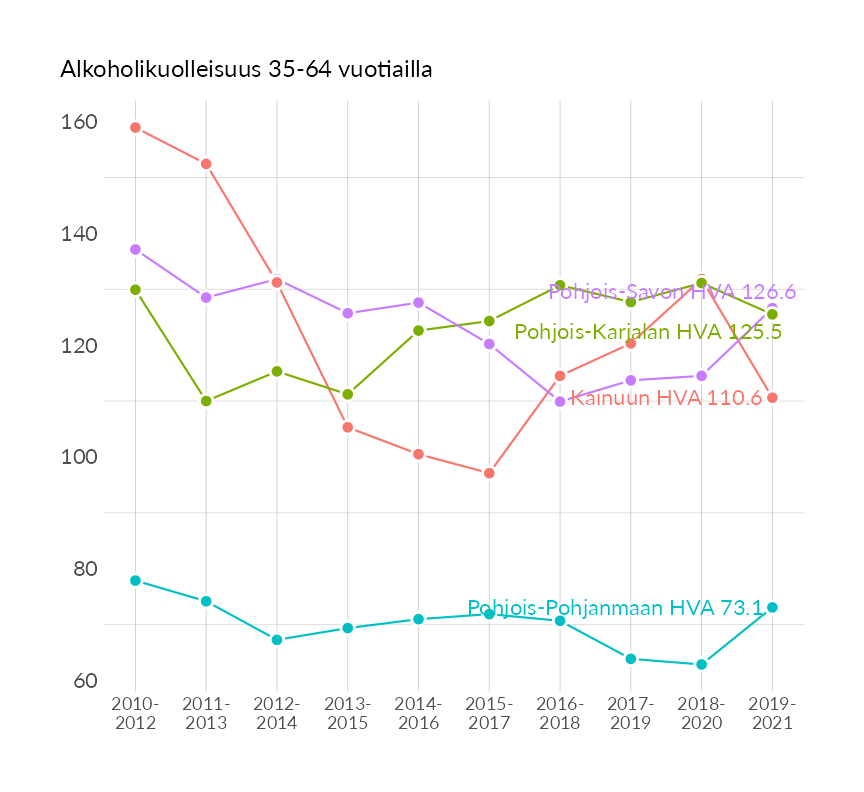 Alkoholikuolleisuus 35-64 vuotiailla
160
140
120
100
80
60
Pohjois-Savon HVA 126.6
Pohjois-Karjalan HVA 125.5
Kainuun HVA 110.6
Pohjois-Pohjanmaan HVA 73.1
2010- 2011- 2012- 2013- 2014- 2015- 2016- 2017- 2018- 2019-
2012 2013 2014 2015 2016 2017 2018 2019 2020 2021